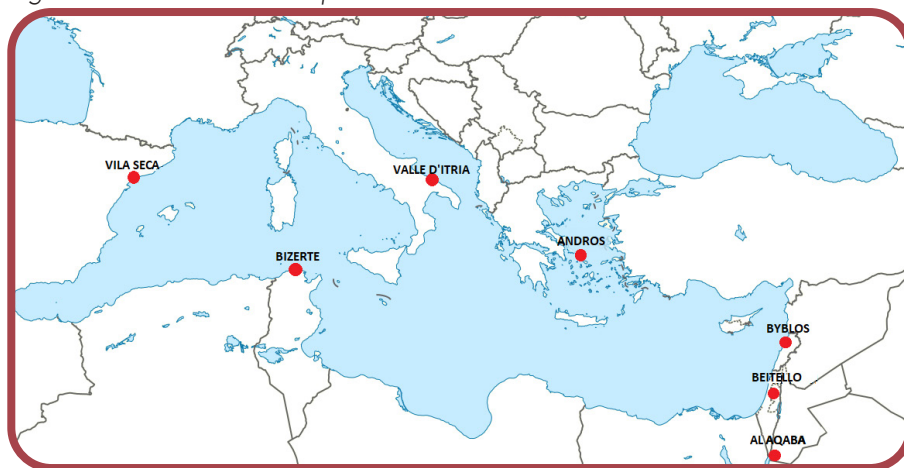 VILA SECA
VALLE D'ITRIA
ANDROS
BIZERTE
BYBLOS
BEITELLO
AL AQABA